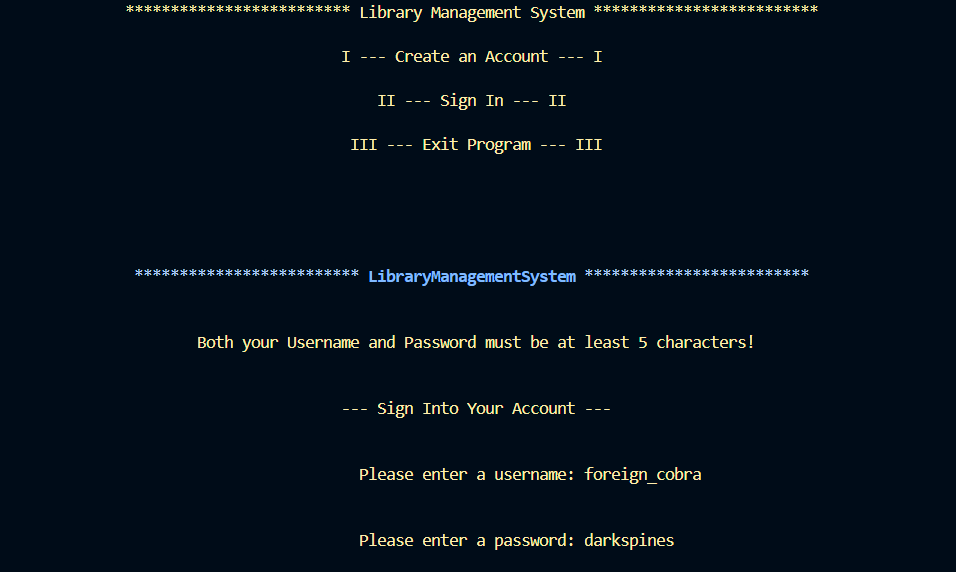 ************************* Library Management System *************************
I --- Create an Account --- I
II --- Sign In --- II
III --- Exit Program --- III
************************* LibraryManagementSystem *************************
Both your Username and Password must be at least 5 characters!
--- Sign Into Your Account ---
Please enter a username: foreign_cobra
Please enter a password: darkspines